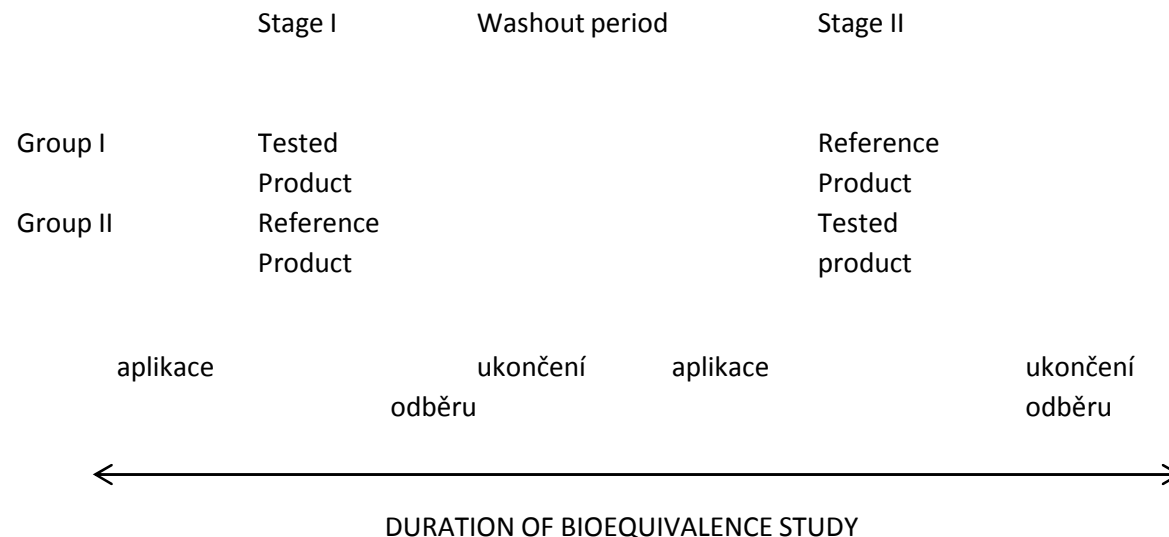 Stage I Washout period Stage II
Group I Tested Reference
Product Product
Group II Reference Tested
Product product
aplikace ukončení aplikace ukončení
odběru odběru
DURATION OF BIOEQUIVALENCE STUDY